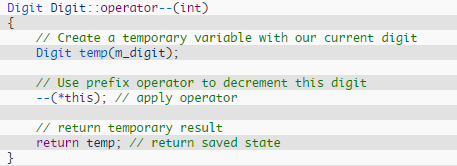 Digit Digit::operator--(int)
{
    // Create a temporary variable with our current digit
    Digit temp(m_digit);
    // Use prefix operator to decrement this digit
    --(*this); // apply operator
    // return temporary result
    return temp; // return saved state
}